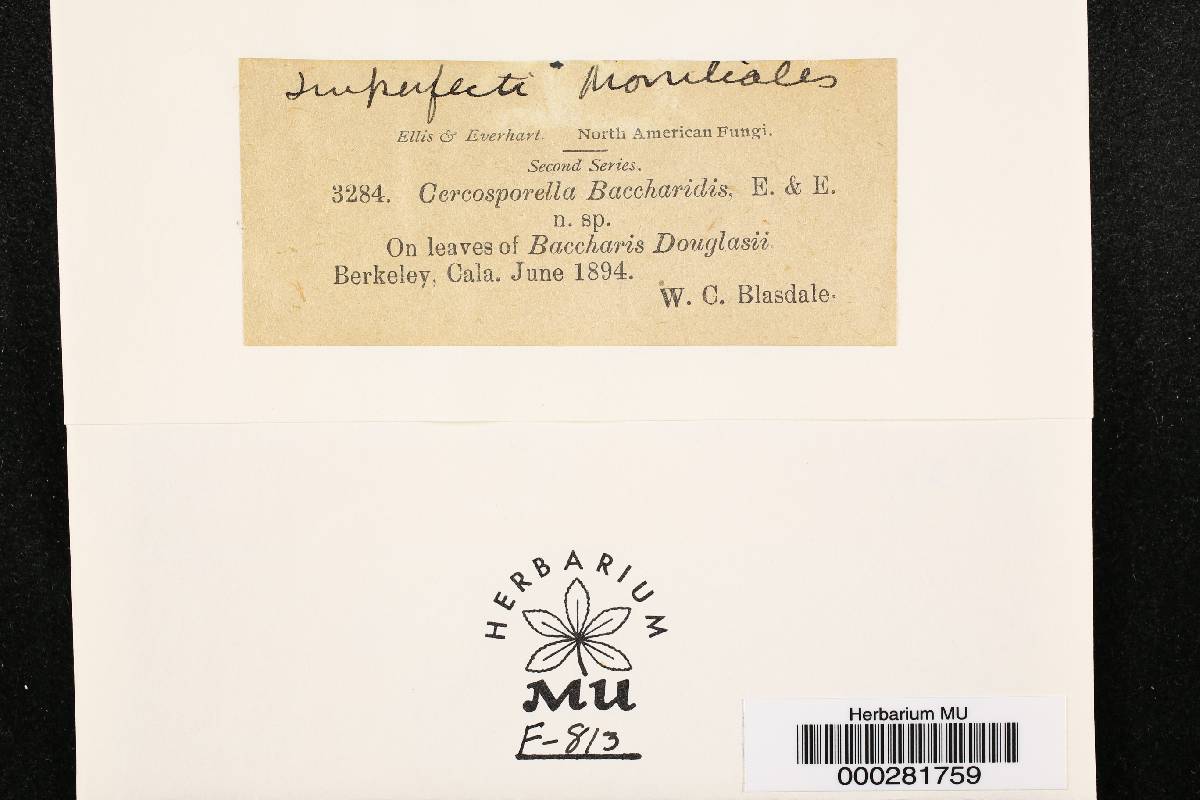 Imperfecti Moniliales
Ellis & Everhart. North American Fungi.
Second Series.
3284. Cercosporella Baccharidis, E. & E.
n. sp.
On leaves of Baccharis Douglasii.
Berkeley, Cala. June 1894.
W. C. Blasdale.
HERBARIUM
MU
F-813
Herbarium MU
000281759